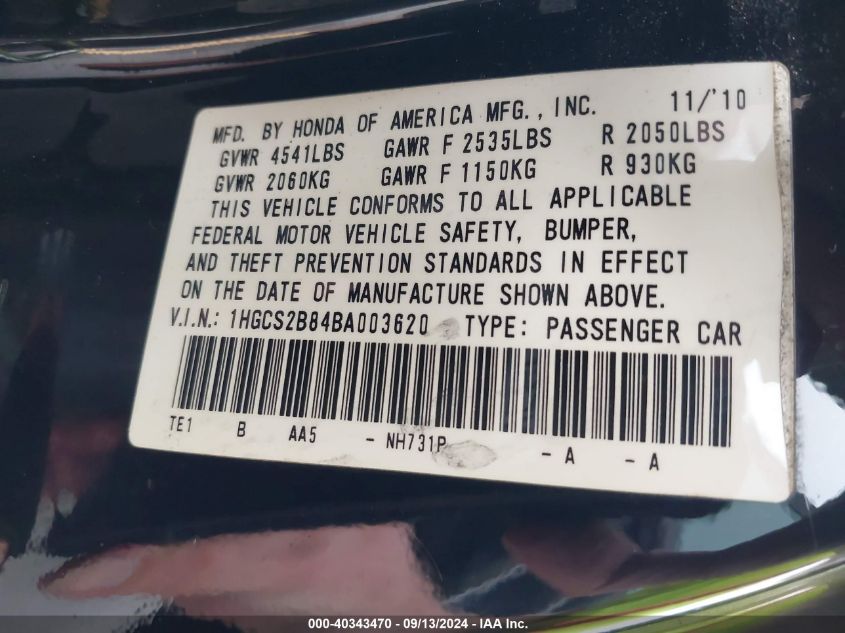 MFD. BY HONDA OF AMERICA MFG., INC. 11/'10
GVWR 4541LBS GAWR F 2535LBS R 2050LBS
GVWR 2060KG GAWR F 1150KG R 930KG
THIS VEHICLE CONFORMS TO ALL APPLICABLE
FEDERAL MOTOR VEHICLE SAFETY, BUMPER,
AND THEFT PREVENTION STANDARDS IN EFFECT
ON THE DATE OF MANUFACTURE SHOWN ABOVE.
V.I.N.: 1HGCS2B84BA003620 TYPE: PASSENGER CAR
TE1 B AA5 - NH731P - A - A
000-40343470 - 09/13/2024 - IAA Inc.